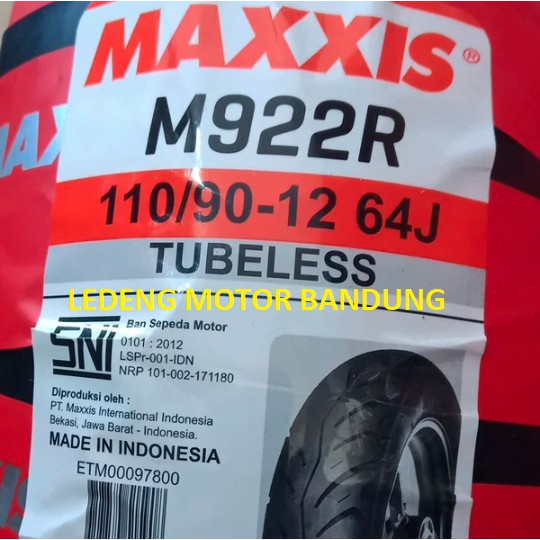 MAXXIS®
M922R
110/90-12 64J
TUBELESS
LEDENG MOTOR BANDUNG
SNI
Ban Sepeda Motor
0101 : 2012
LSPr-001-IDN
NRP 101-002-171180
Diproduksi oleh :
PT. Maxxis International Indonesia
Bekasi, Jawa Barat - Indonesia.
MADE IN INDONESIA
ETM00097800